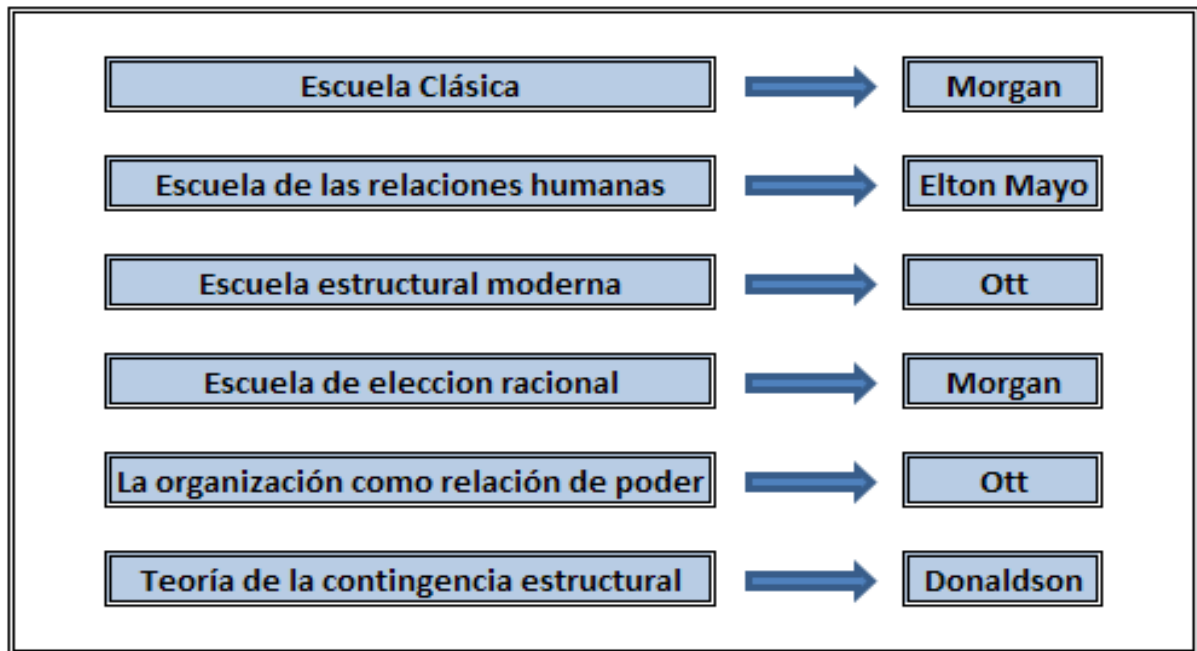 Escuela Clásica Morgan
Escuela de las relaciones humanas Elton Mayo
Escuela estructural moderna Ott
Escuela de eleccion racional Morgan
La organización como relación de poder Ott
Teoría de la contingencia estructural Donaldson